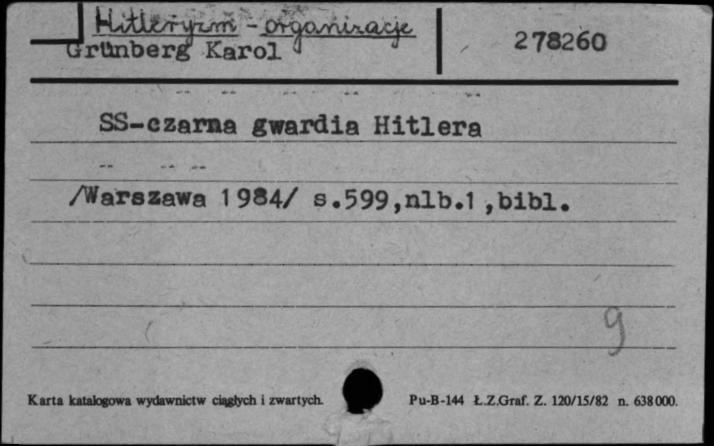 Hitleryzm - organizacje
Grünberg Karol
278260
SS-czarna gwardia Hitlera
/Warszawa 1984/ s.599,nlb.1,bibl.
9
Karta katalogowa wydawnictw ciągłych i zwartych.
Pu-B-144 Ł.Z.Graf. Z. 120/15/82 n. 638000.